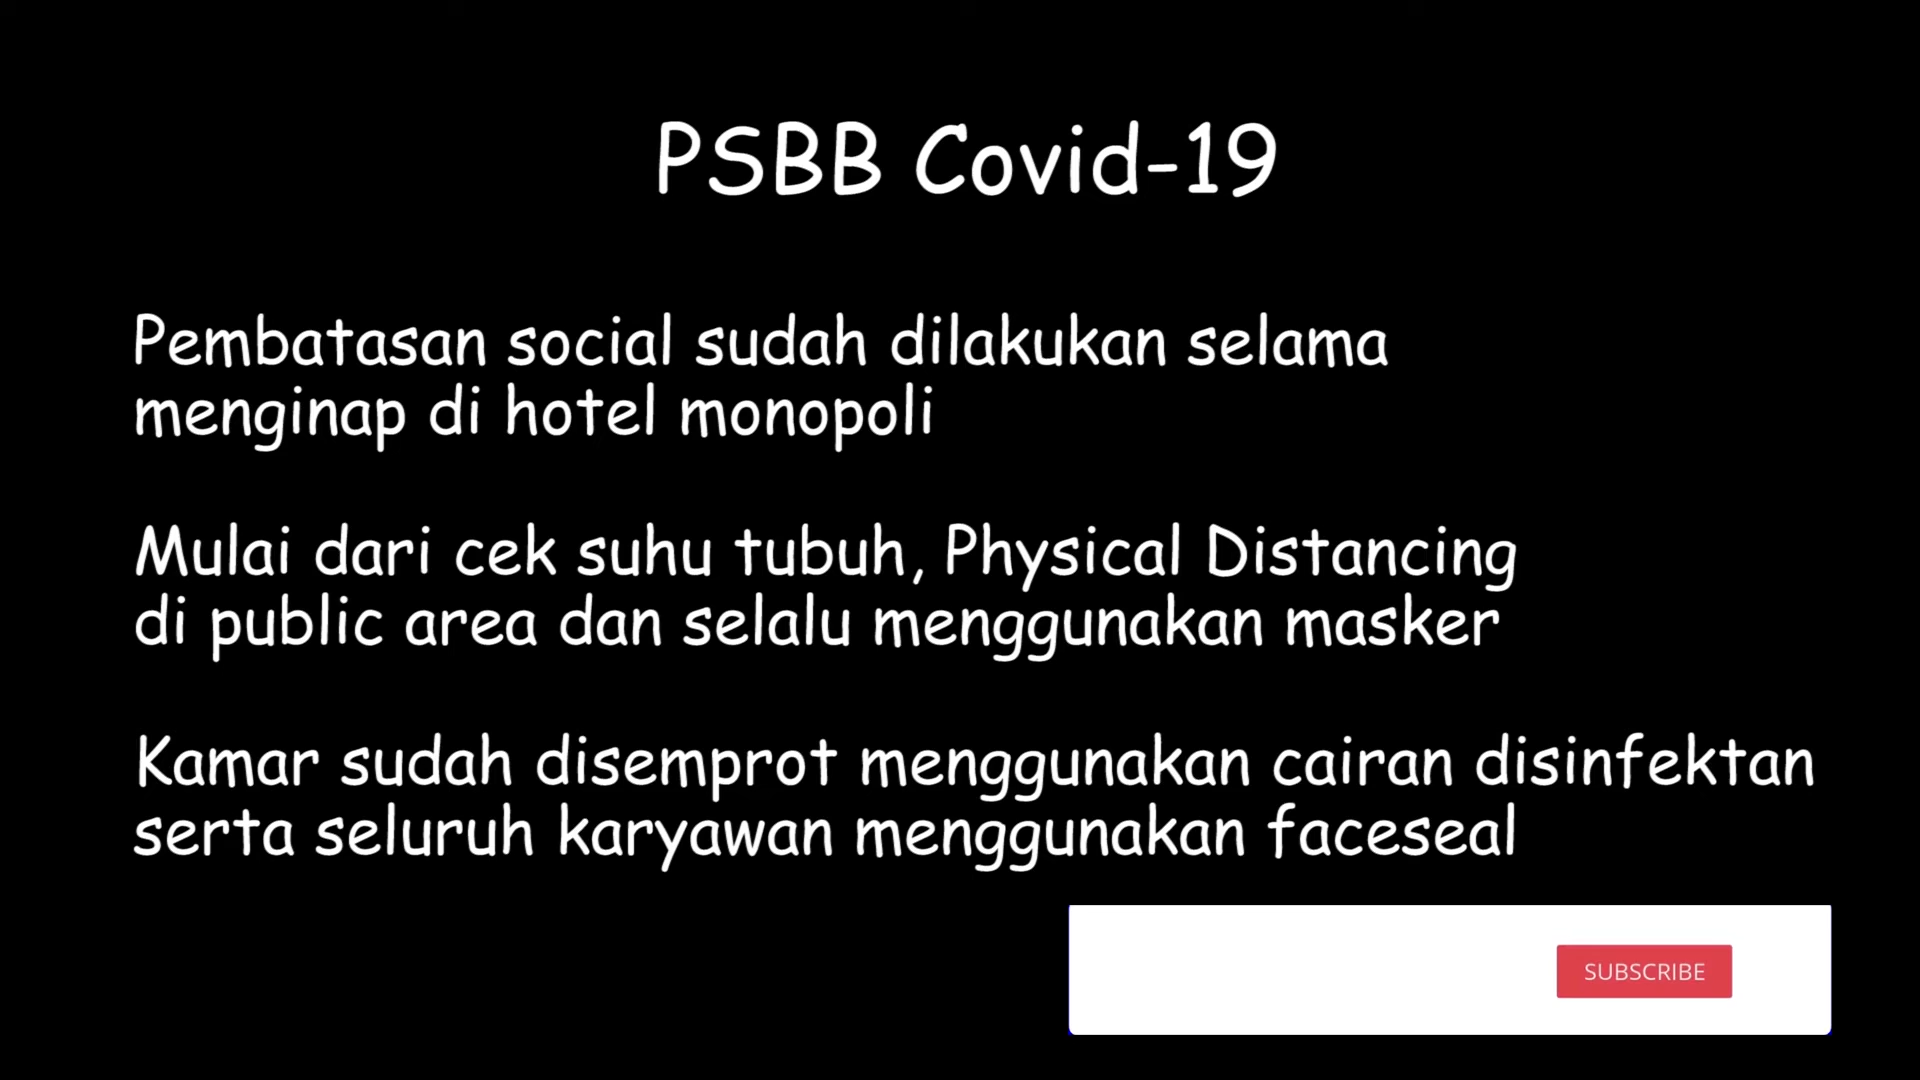 PSBB Covid-19
Pembatasan social sudah dilakukan selama
menginap di hotel monopoli
Mulai dari cek suhu tubuh, Physical Distancing
di public area dan selalu menggunakan masker
Kamar sudah disemprot menggunakan cairan disinfektan
serta seluruh karyawan menggunakan faceseal
SUBSCRIBE